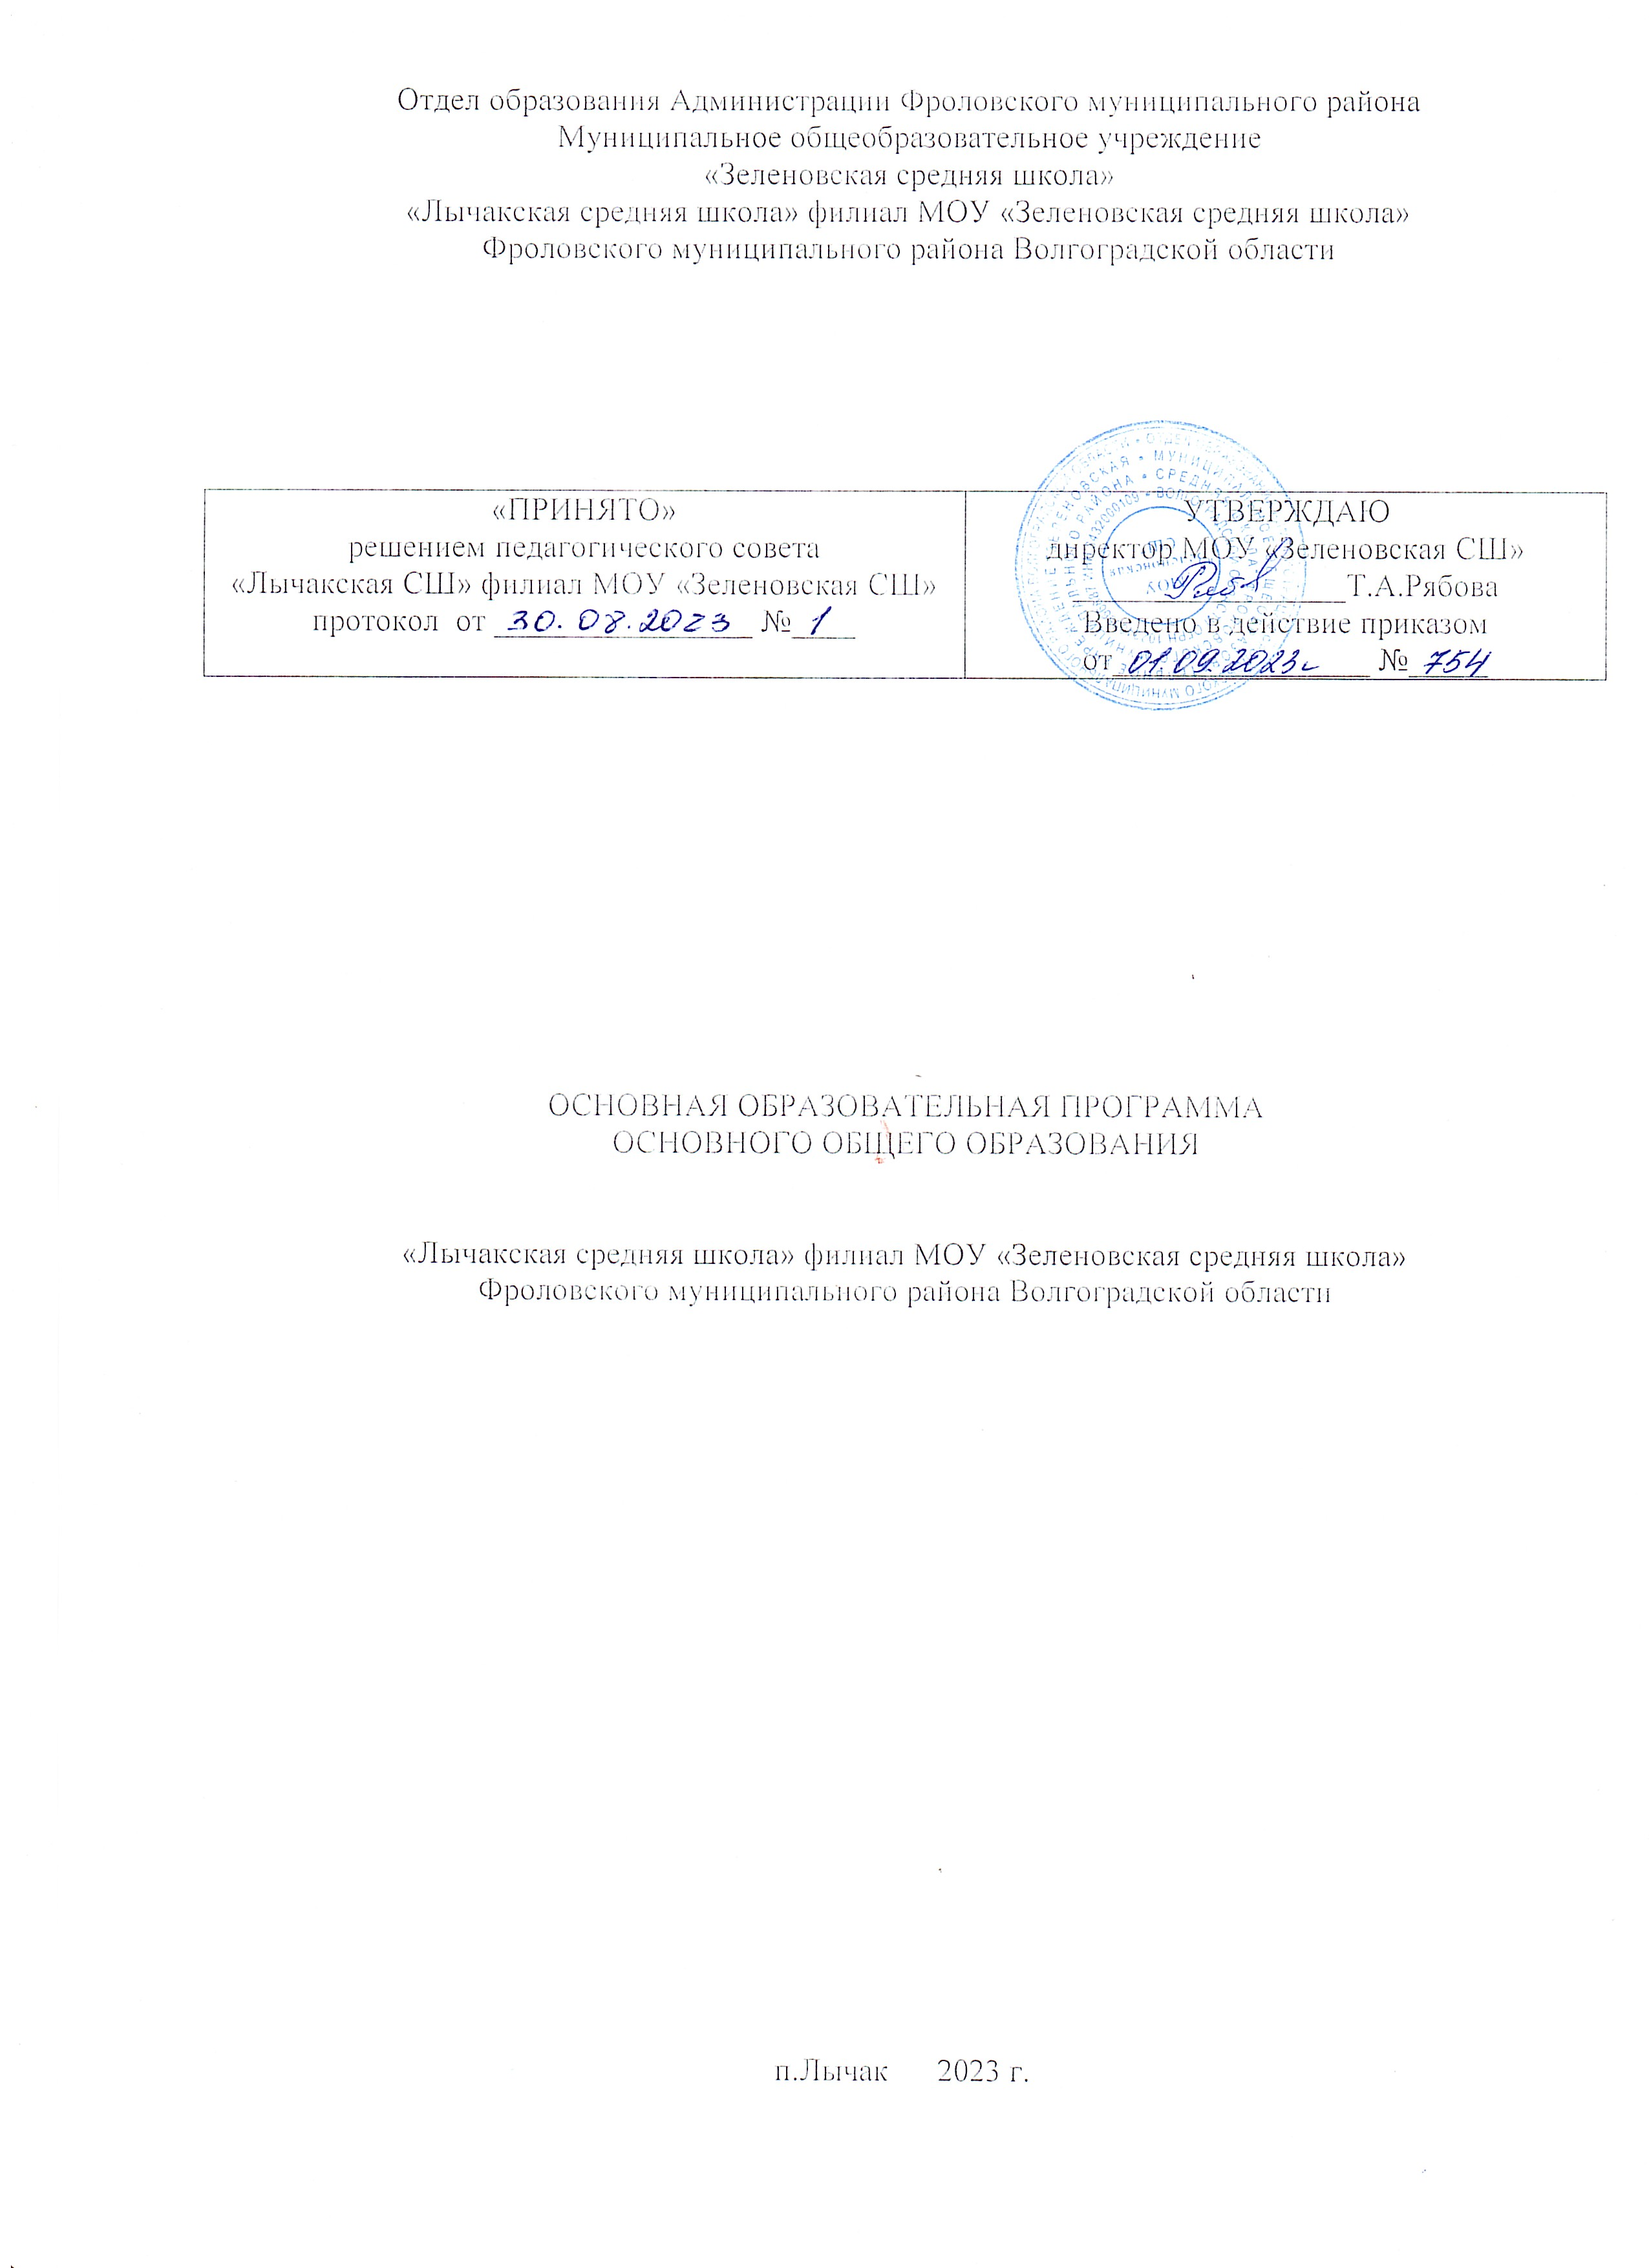 Отдел образования Администрации Фроловского муниципального района
Муниципальное общеобразовательное учреждение
«Зеленовская средняя школа»
«Лычакская средняя школа» филиал МОУ «Зеленовская средняя школа»
Фроловского муниципального района Волгоградской области
«ПРИНЯТО»
решением педагогического совета
«Лычакская СШ» филиал МОУ «Зеленовская СШ»
протокол от 30.08.2023 № 1
УТВЕРЖДАЮ
директор МОУ «Зеленовская СШ»
Т.А.Рябова
Введено в действие приказом
от 01.09.2023г № 754
ОСНОВНАЯ ОБРАЗОВАТЕЛЬНАЯ ПРОГРАММА
ОСНОВНОГО ОБЩЕГО ОБРАЗОВАНИЯ
«Лычакская средняя школа» филиал МОУ «Зеленовская средняя школа»
Фроловского муниципального района Волгоградской области
п.Лычак 2023 г.